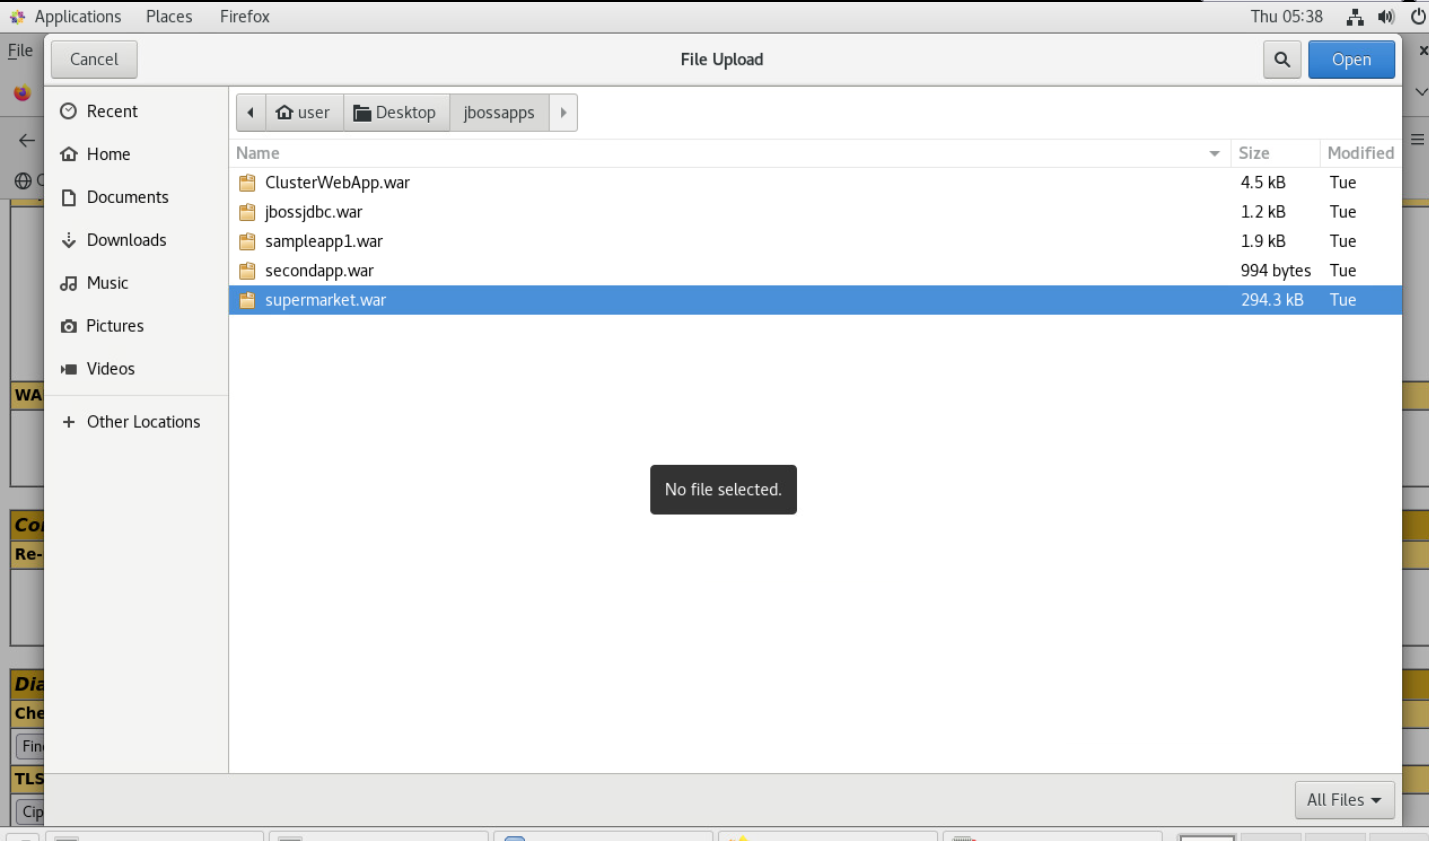 Applications Places Firefox Thu 05:38
File
Cancel File Upload Open
Recent
Home
Documents
Downloads
Music
Pictures
Videos
Other Locations
user Desktop jbossapps
Name Size Modified
ClusterWebApp.war 4.5 kB Tue
jbossjdbc.war 1.2 kB Tue
sampleapp1.war 1.9 kB Tue
secondapp.war 994 bytes Tue
supermarket.war 294.3 kB Tue
No file selected.
All Files
WA
Re-
Dia
Che
TLS
Cip